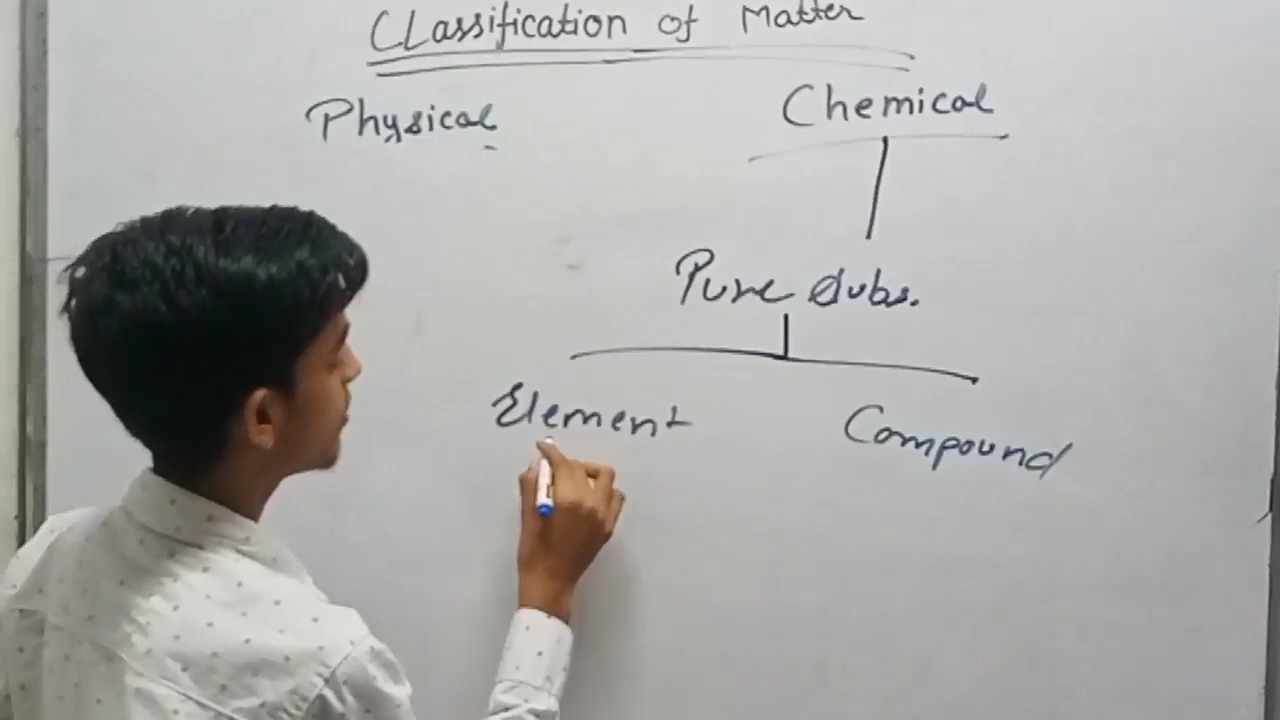 CLassification of Matter
Physical
Chemical
Pure Subs.
Element
Compound